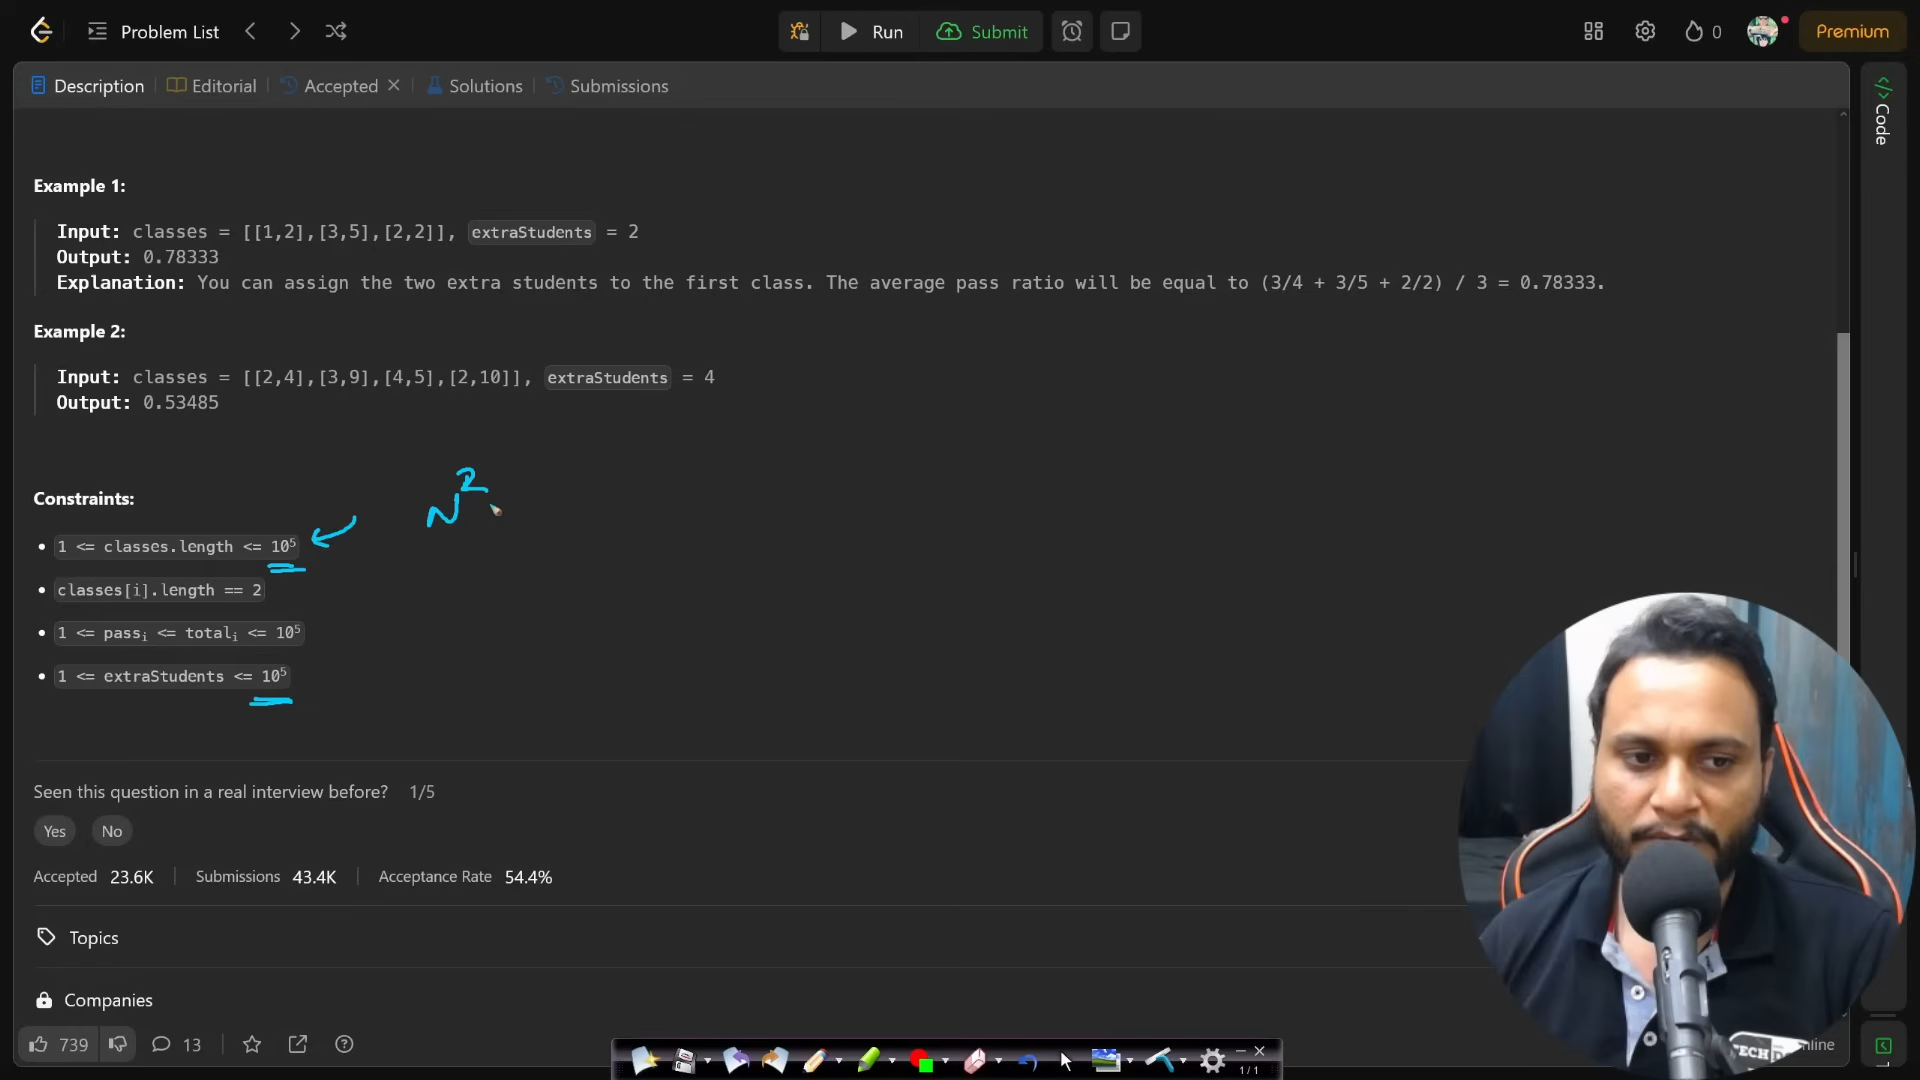 Problem List
Run
Submit
0
Premium
Description
Editorial
Accepted
Solutions
Submissions
Code
Example 1:
Input: classes = [[1,2],[3,5],[2,2]], extraStudents = 2
Output: 0.78333
Explanation: You can assign the two extra students to the first class. The average pass ratio will be equal to (3/4 + 3/5 + 2/2) / 3 = 0.78333.
Example 2:
Input: classes = [[2,4],[3,9],[4,5],[2,10]], extraStudents = 4
Output: 0.53485
N²
Constraints:
• 1 <= classes.length <= 10⁵
• classes[i].length == 2
• 1 <= passᵢ <= totalᵢ <= 10⁵
• 1 <= extraStudents <= 10⁵
Seen this question in a real interview before? 1/5
Yes
No
Accepted 23.6K
Submissions 43.4K
Acceptance Rate 54.4%
Topics
Companies
739
13
1/1
TECH